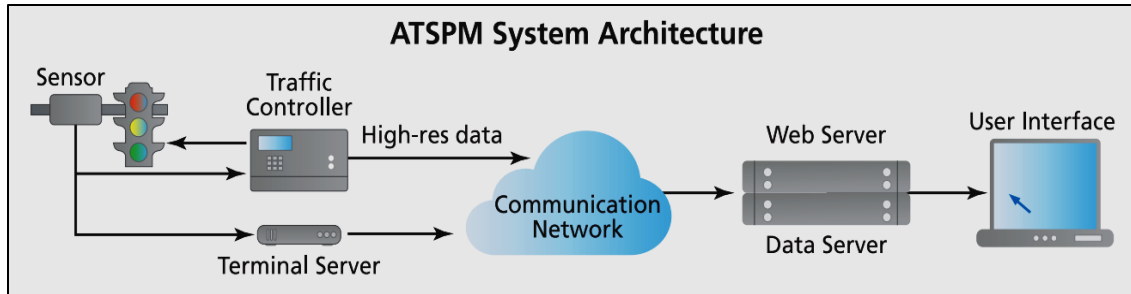 ATSPM System Architecture
Sensor
Traffic
Controller
High-res data
Terminal Server
Communication
Network
Web Server
Data Server
User Interface